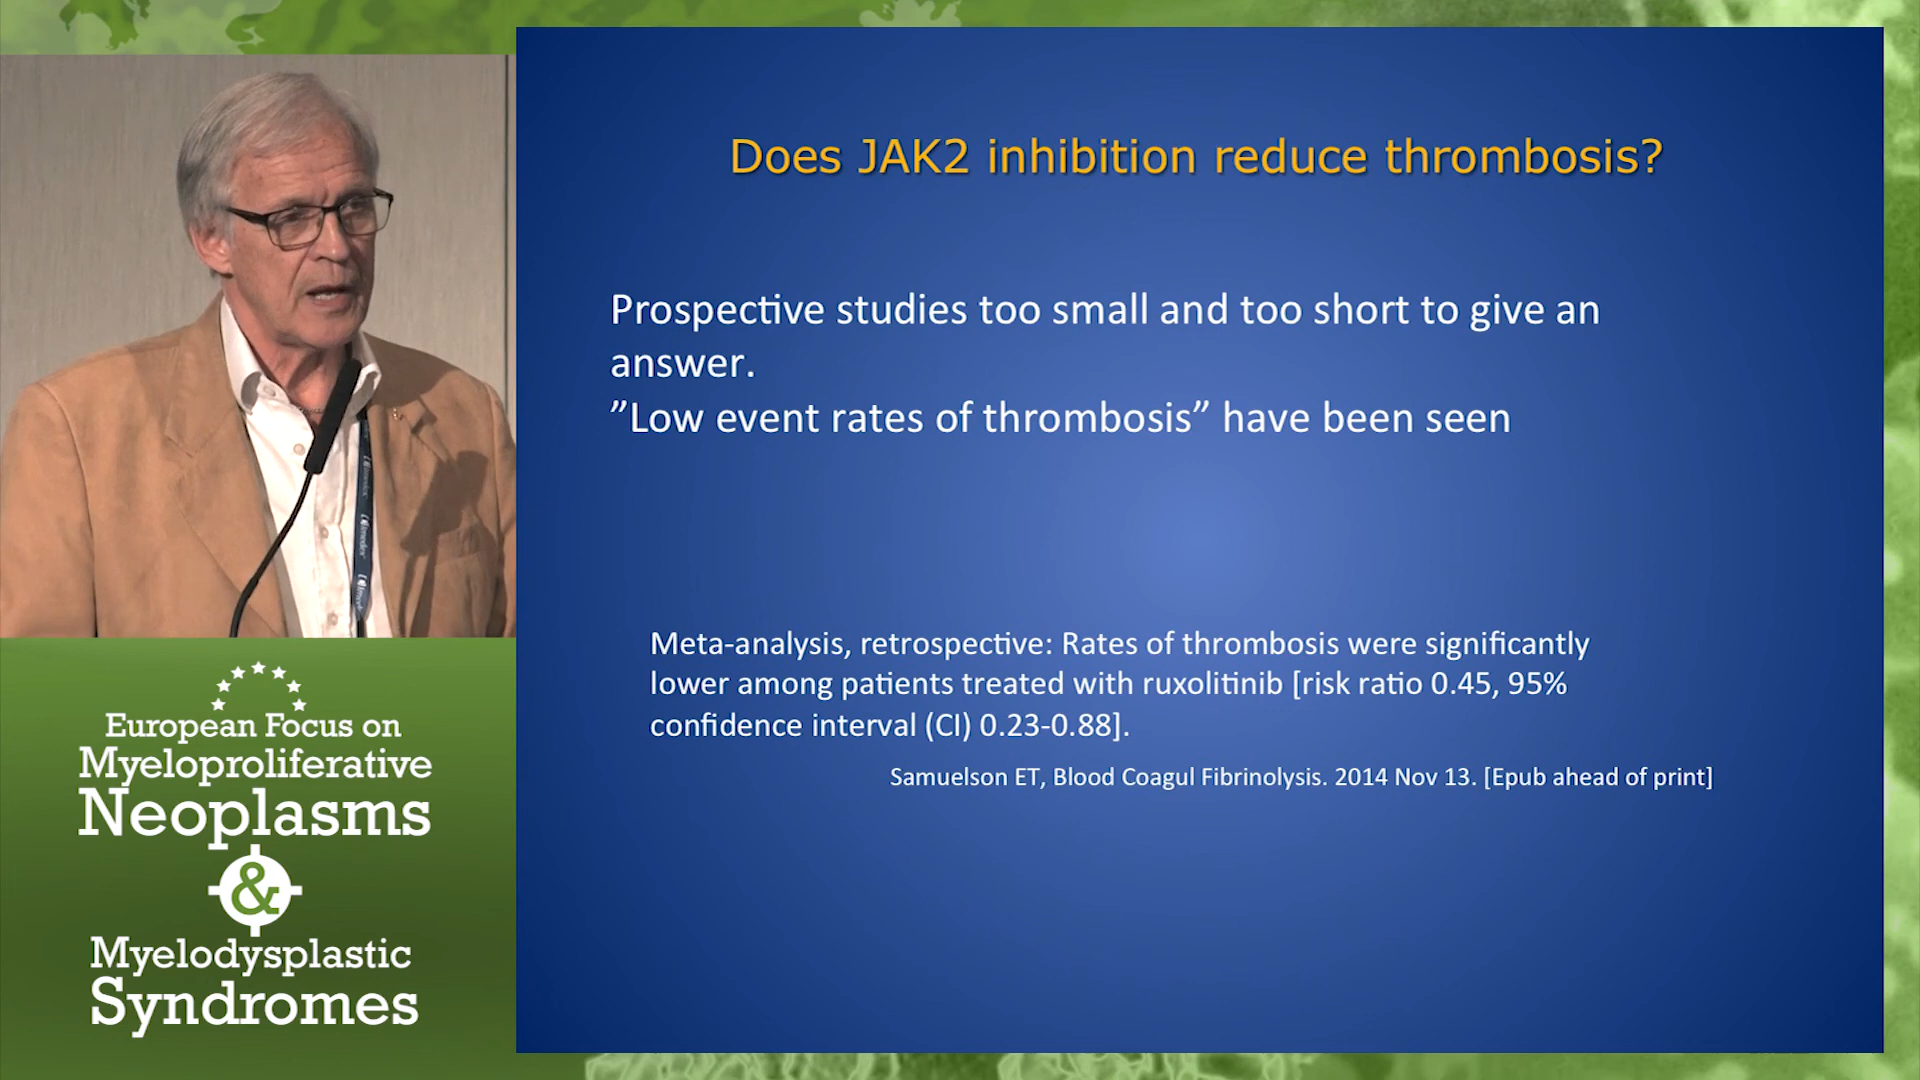 Does JAK2 inhibition reduce thrombosis?
Prospective studies too small and too short to give an
answer.
”Low event rates of thrombosis” have been seen
Meta-analysis, retrospective: Rates of thrombosis were significantly
lower among patients treated with ruxolitinib [risk ratio 0.45, 95%
confidence interval (CI) 0.23-0.88].
Samuelson ET, Blood Coagul Fibrinolysis. 2014 Nov 13. [Epub ahead of print]
European Focus on
Myeloproliferative
Neoplasms
&
Myelodysplastic
Syndromes